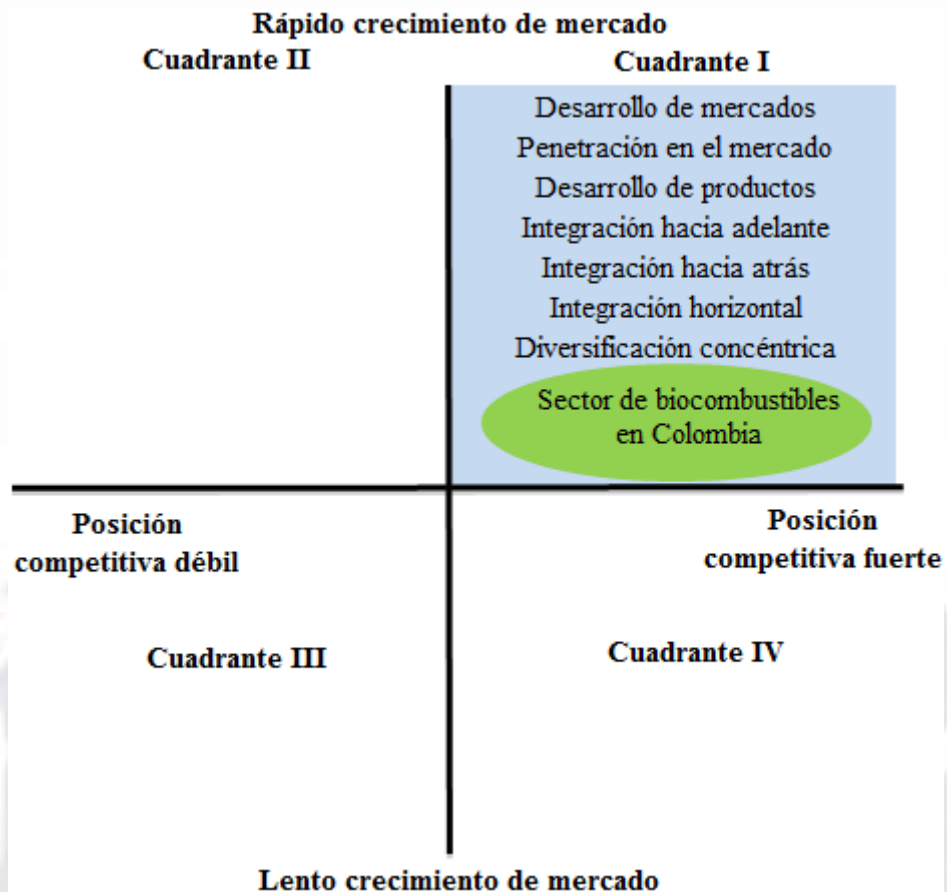 Rápido crecimiento de mercado
Cuadrante II
Cuadrante I
Desarrollo de mercados
Penetración en el mercado
Desarrollo de productos
Integración hacia adelante
Integración hacia atrás
Integración horizontal
Diversificación concéntrica
Sector de biocombustibles
en Colombia
Posición
competitiva débil
Posición
competitiva fuerte
Cuadrante III
Cuadrante IV
Lento crecimiento de mercado